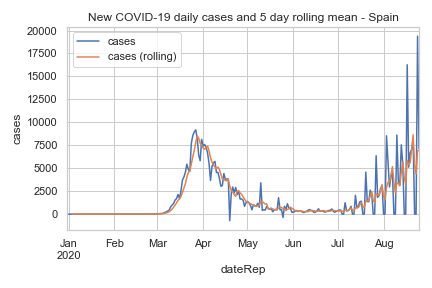 New COVID-19 daily cases and 5 day rolling mean - Spain
cases
cases (rolling)
20000
17500
15000
12500
10000
7500
5000
2500
0
cases
Jan Feb Mar Apr May Jun Jul Aug
2020
dateRep